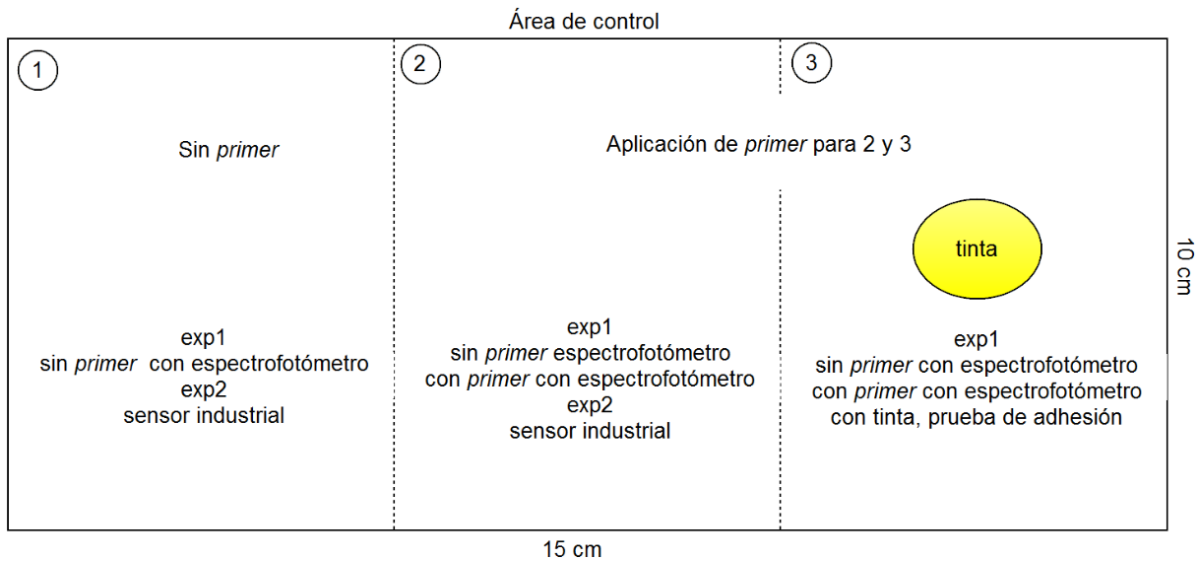 Área de control
1
Sin primer
exp1
sin primer con espectrofotómetro
exp2
sensor industrial
2
3
Aplicación de primer para 2 y 3
exp1
sin primer espectrofotómetro
con primer con espectrofotómetro
exp2
sensor industrial
tinta
exp1
sin primer con espectrofotómetro
con primer con espectrofotómetro
con tinta, prueba de adhesión
10 cm
15 cm